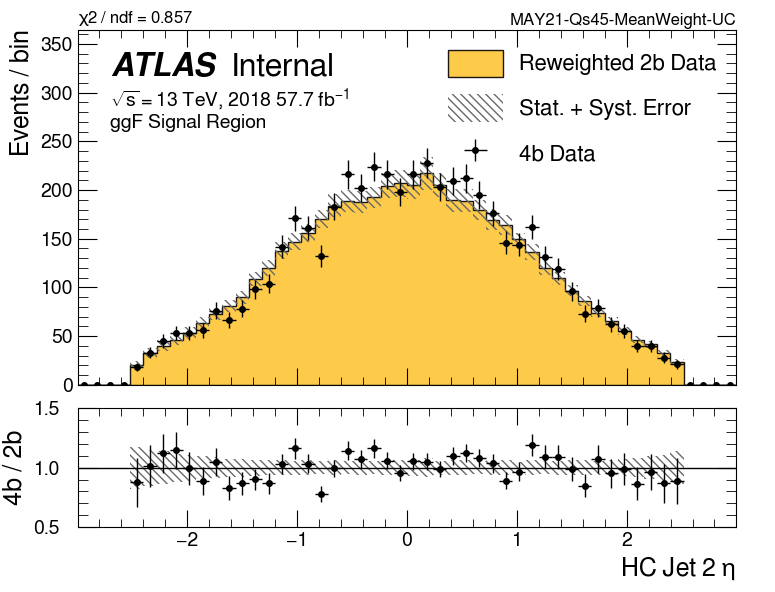 χ2 / ndf = 0.857
MAY21-Qs45-MeanWeight-UC
ATLAS Internal
√s = 13 TeV, 2018 57.7 fb⁻¹
ggF Signal Region
Reweighted 2b Data
Stat. + Syst. Error
4b Data
Events / bin
350
300
250
200
150
100
50
0
4b / 2b
1.5
1.0
0.5
−2 −1 0 1 2
HC Jet 2 η